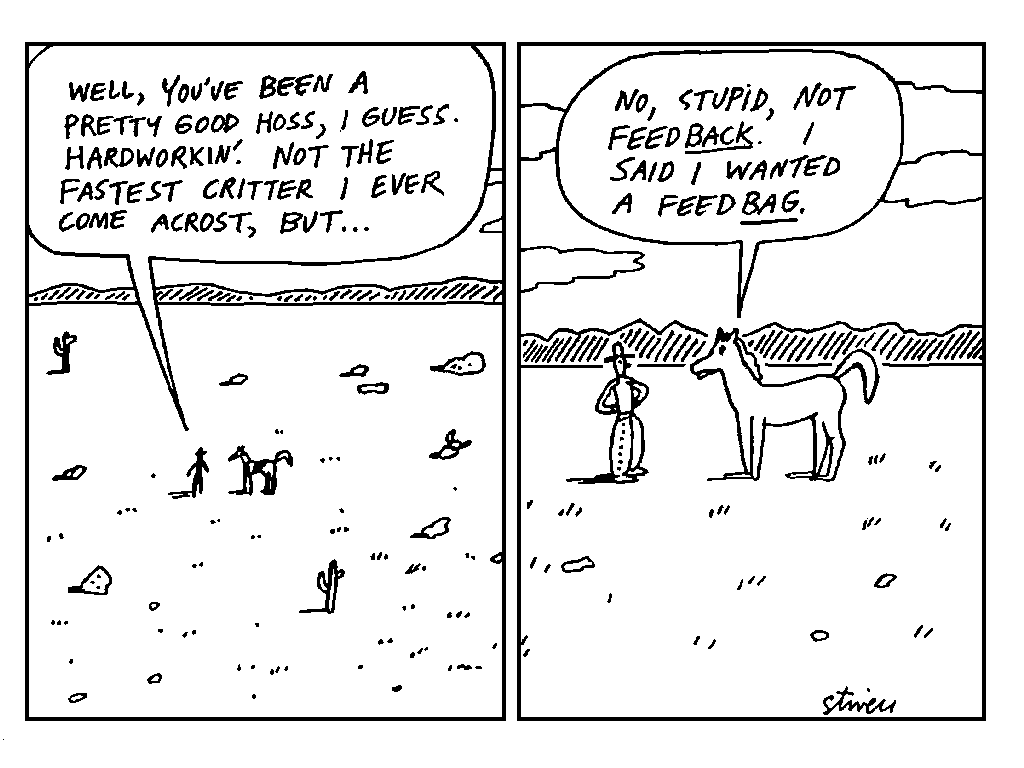 WELL, YOU'VE BEEN A
PRETTY GOOD HOSS, I GUESS.
HARDWORKIN'. NOT THE
FASTEST CRITTER I EVER
COME ACROST, BUT...
NO, STUPID, NOT
FEEDBACK. I
SAID I WANTED
A FEEDBAG.